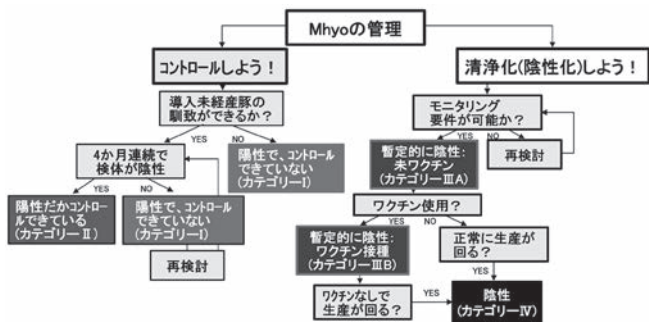 Mhyoの管理
コントロールしよう！
導入未経産豚の
馴致ができるか？
YES
NO
4か月連続で
検体が陰性
陽性で、コントロール
できていない
(カテゴリーⅠ)
YES
NO
陽性だがコントロ
ールできている
(カテゴリーⅡ)
陽性で、コントロール
できていない
(カテゴリーⅠ)
再検討
清浄化(陰性化)しよう！
モニタリング
要件が可能か？
YES
NO
暫定的に陰性：
未ワクチン
(カテゴリーⅢA)
再検討
ワクチン使用？
YES
NO
暫定的に陰性：
ワクチン接種
(カテゴリーⅢB)
正常に生産が
回る？
YES
ワクチンなしで
生産が回る？
YES
陰性
(カテゴリーⅣ)